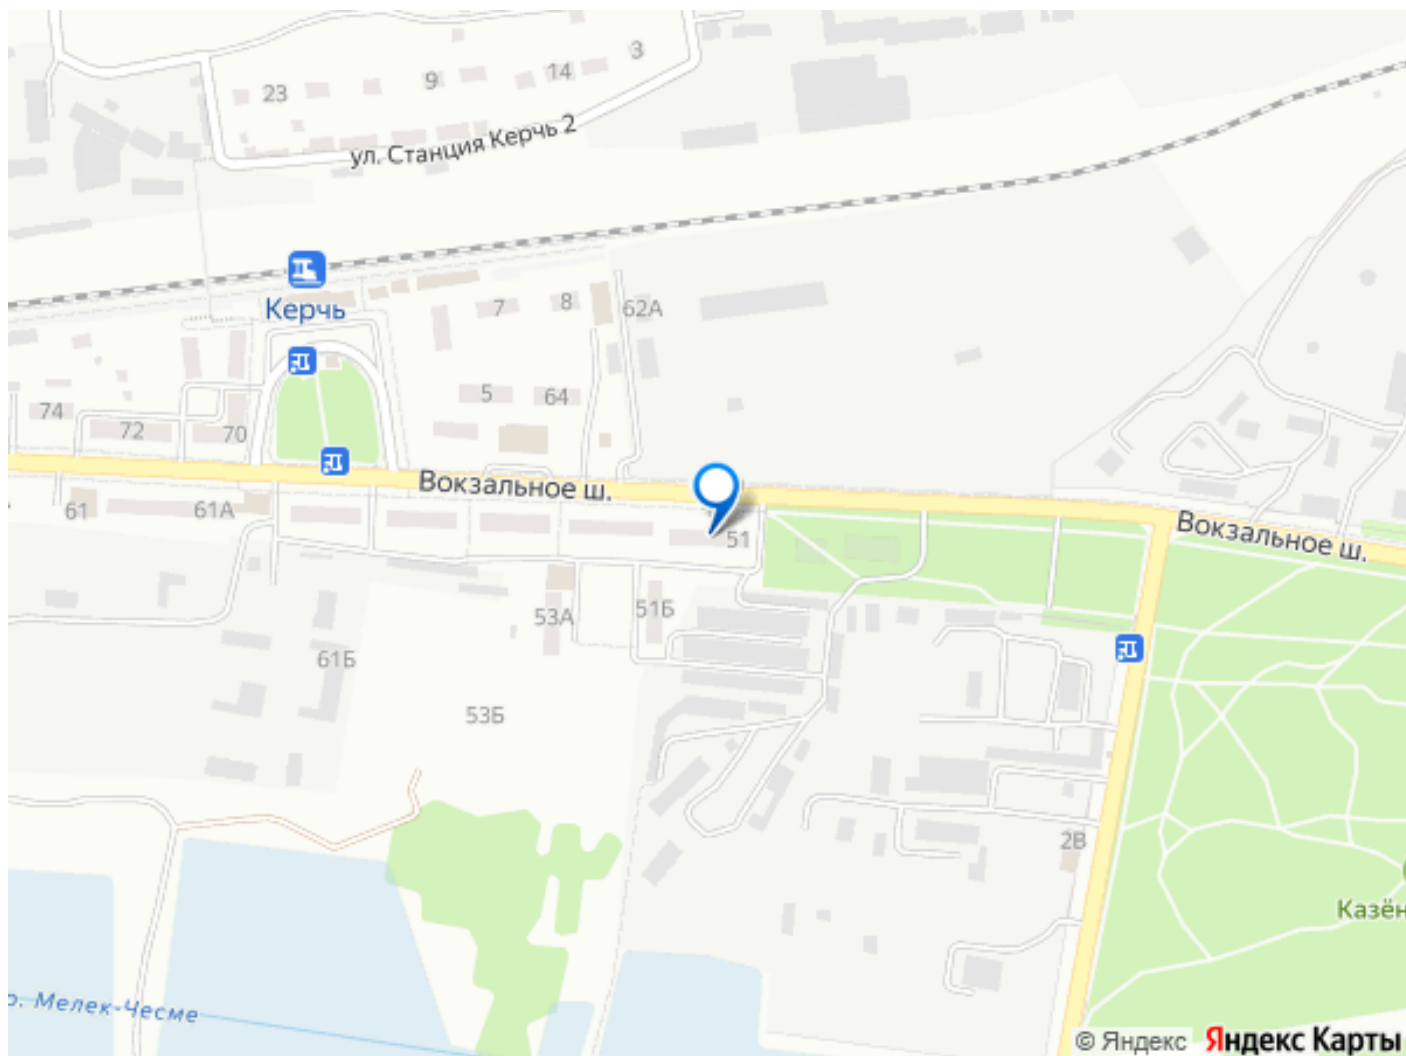 3
14
9
23
ул. Станция Керчь 2
Керчь
7
8
62А
5
64
74
72
70
Вокзальное ш.
61
61А
51
Вокзальное ш.
53А
51Б
61Б
53Б
2В
Казён
р. Мелек-Чесме
© Яндекс Яндекс Карты